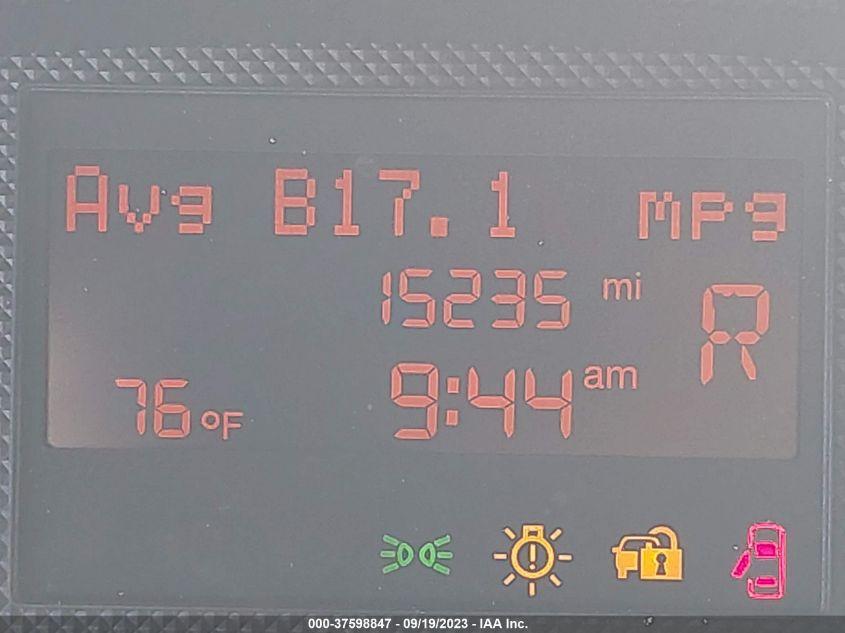 Avg B17.1 mpg
15235 mi
R
76 °F 9:44 am
000-37598847 - 09/19/2023 - IAA Inc.